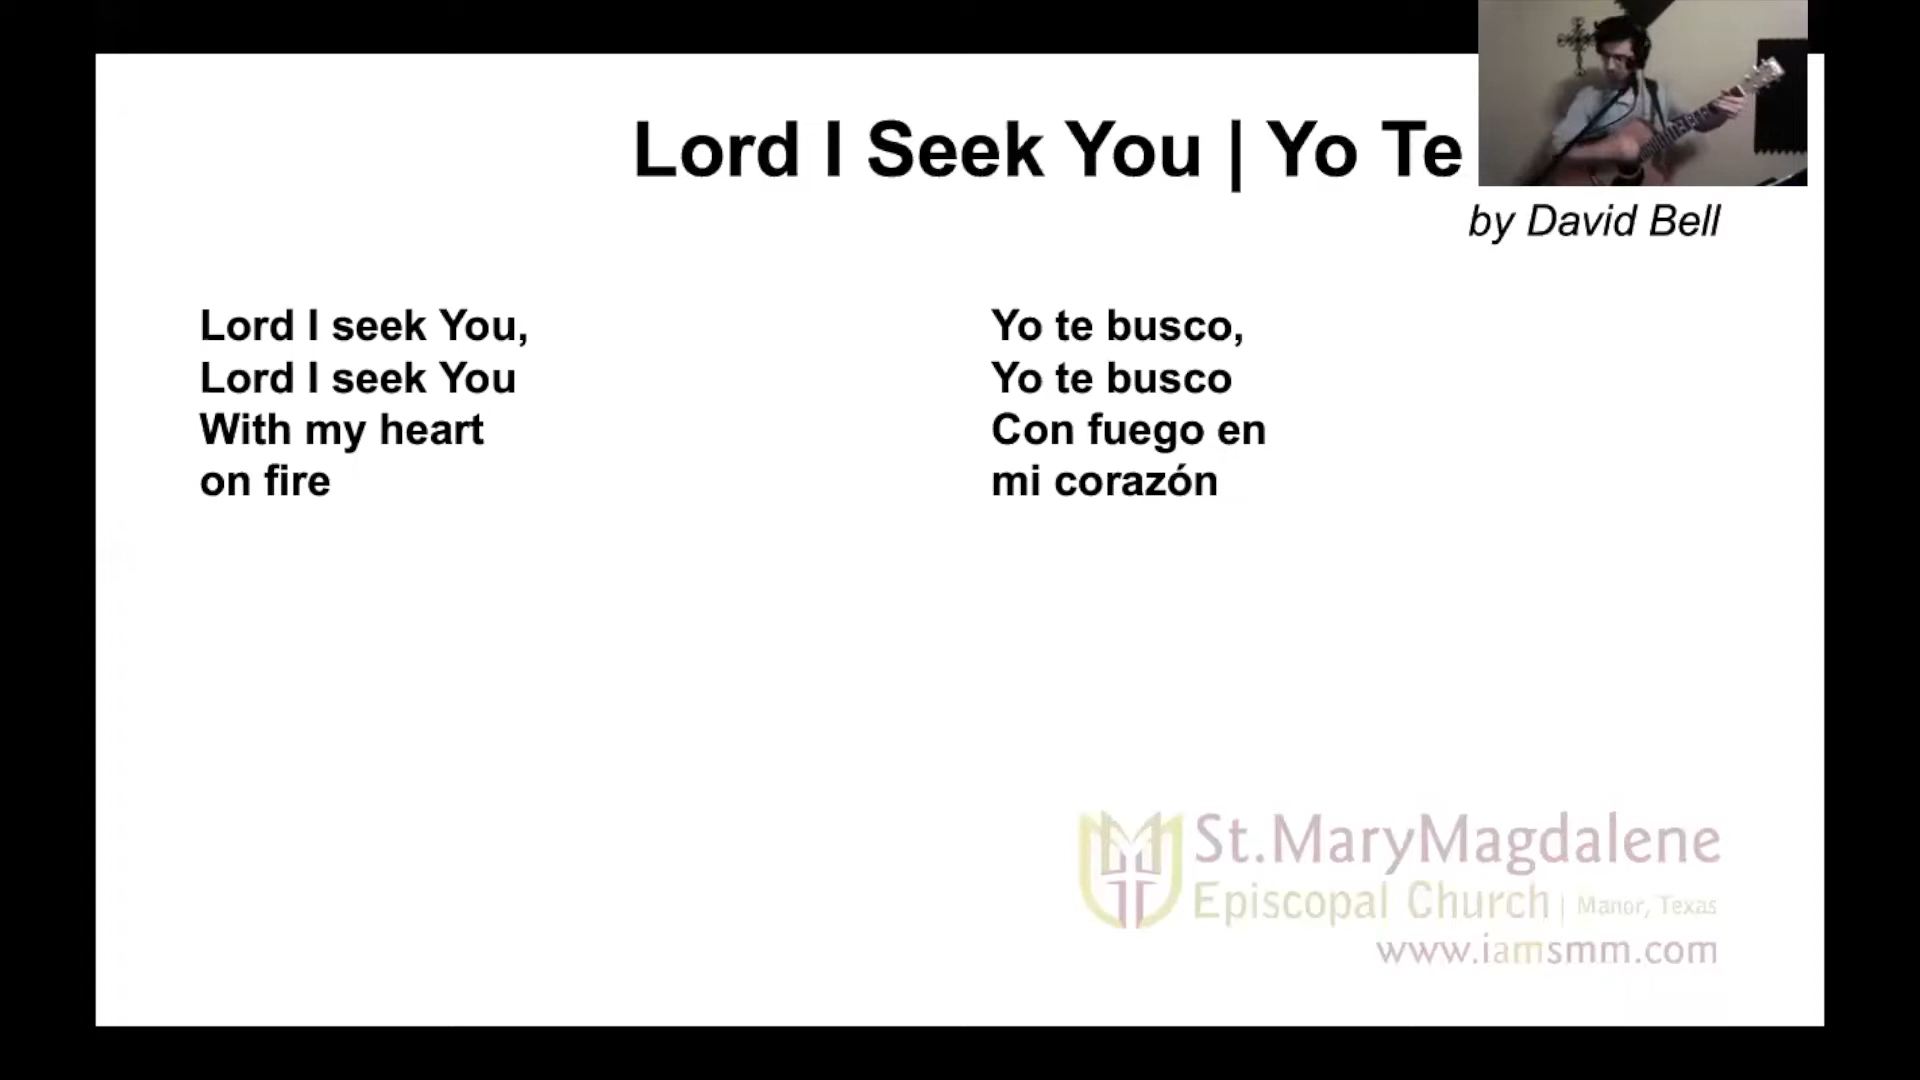 Lord I Seek You | Yo Te
by David Bell
Lord I seek You,
Lord I seek You
With my heart
on fire
Yo te busco,
Yo te busco
Con fuego en
mi corazón
St.MaryMagdalene
Episcopal Church | Manor, Texas
www.iamsmm.com